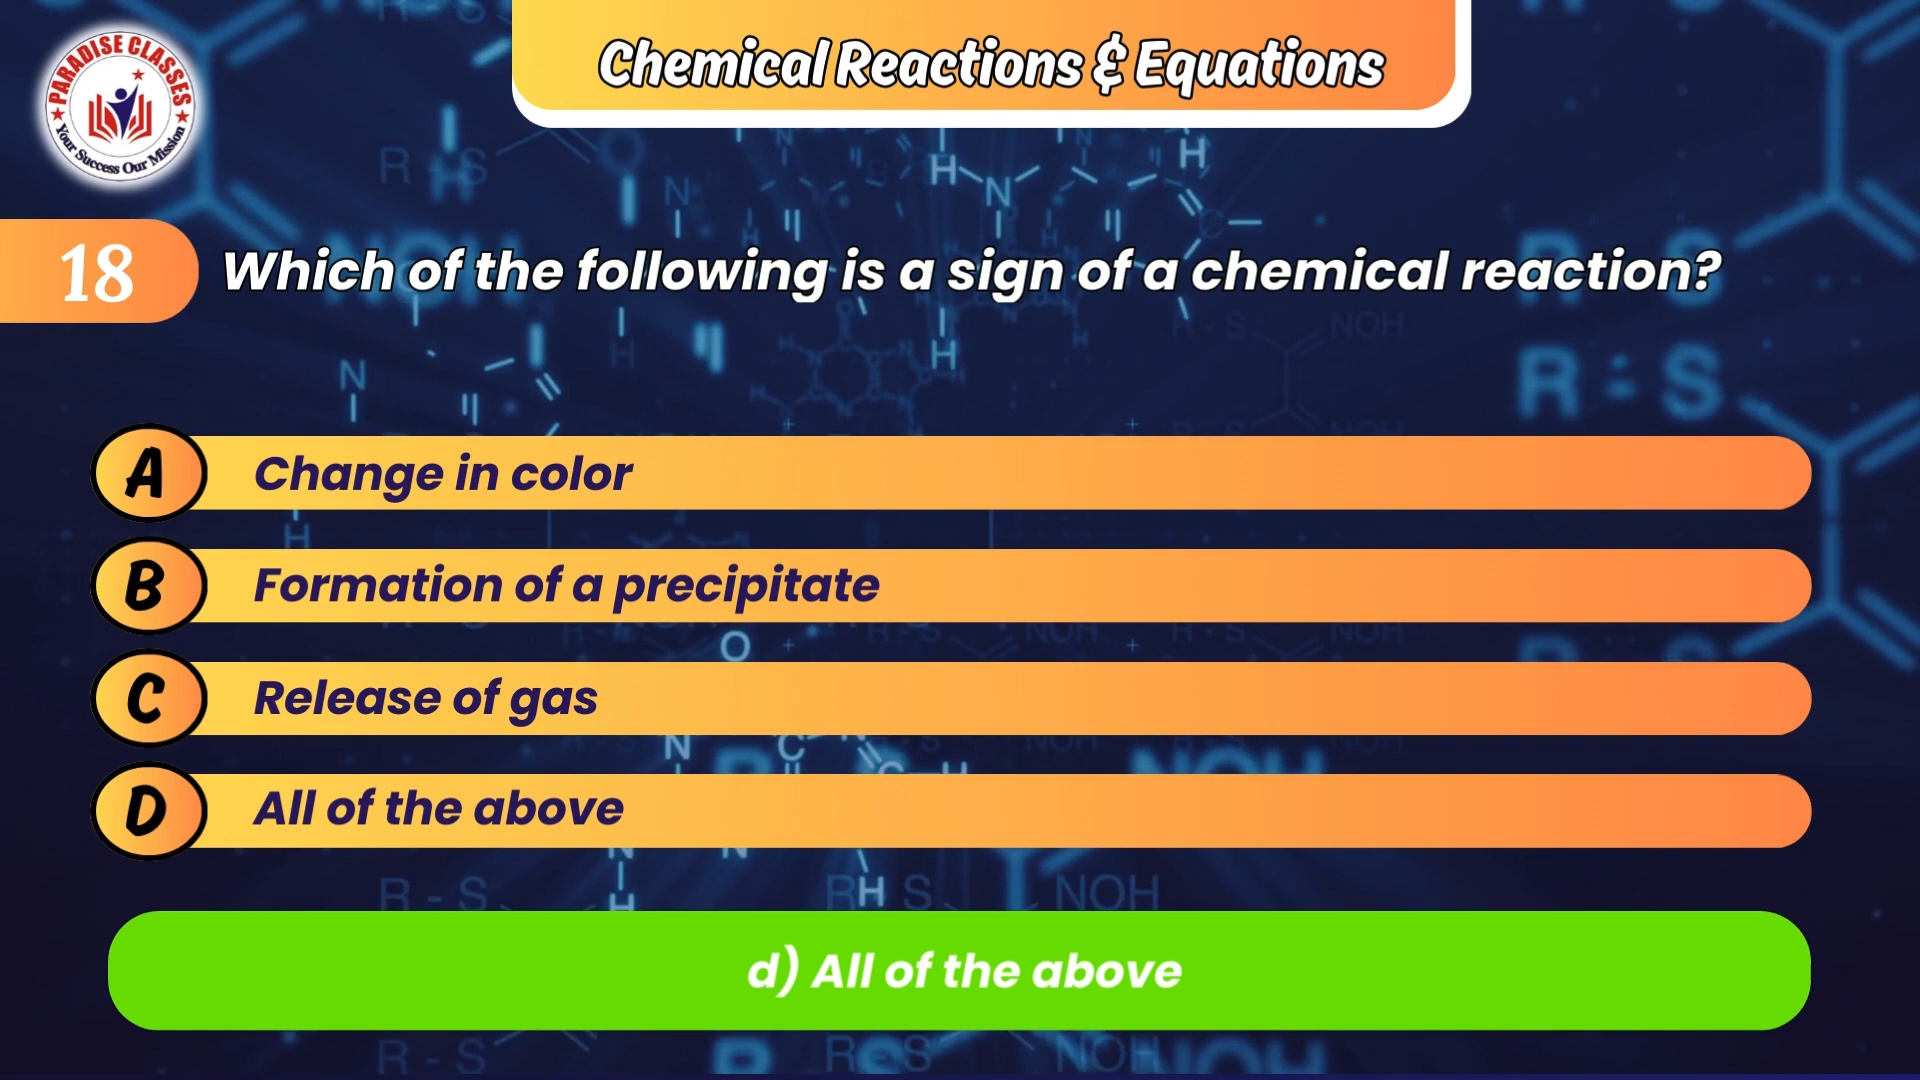 PARADISE CLASSES
Your Success Our Mission
Chemical Reactions & Equations
18
Which of the following is a sign of a chemical reaction?
A
Change in color
B
Formation of a precipitate
C
Release of gas
D
All of the above
d) All of the above